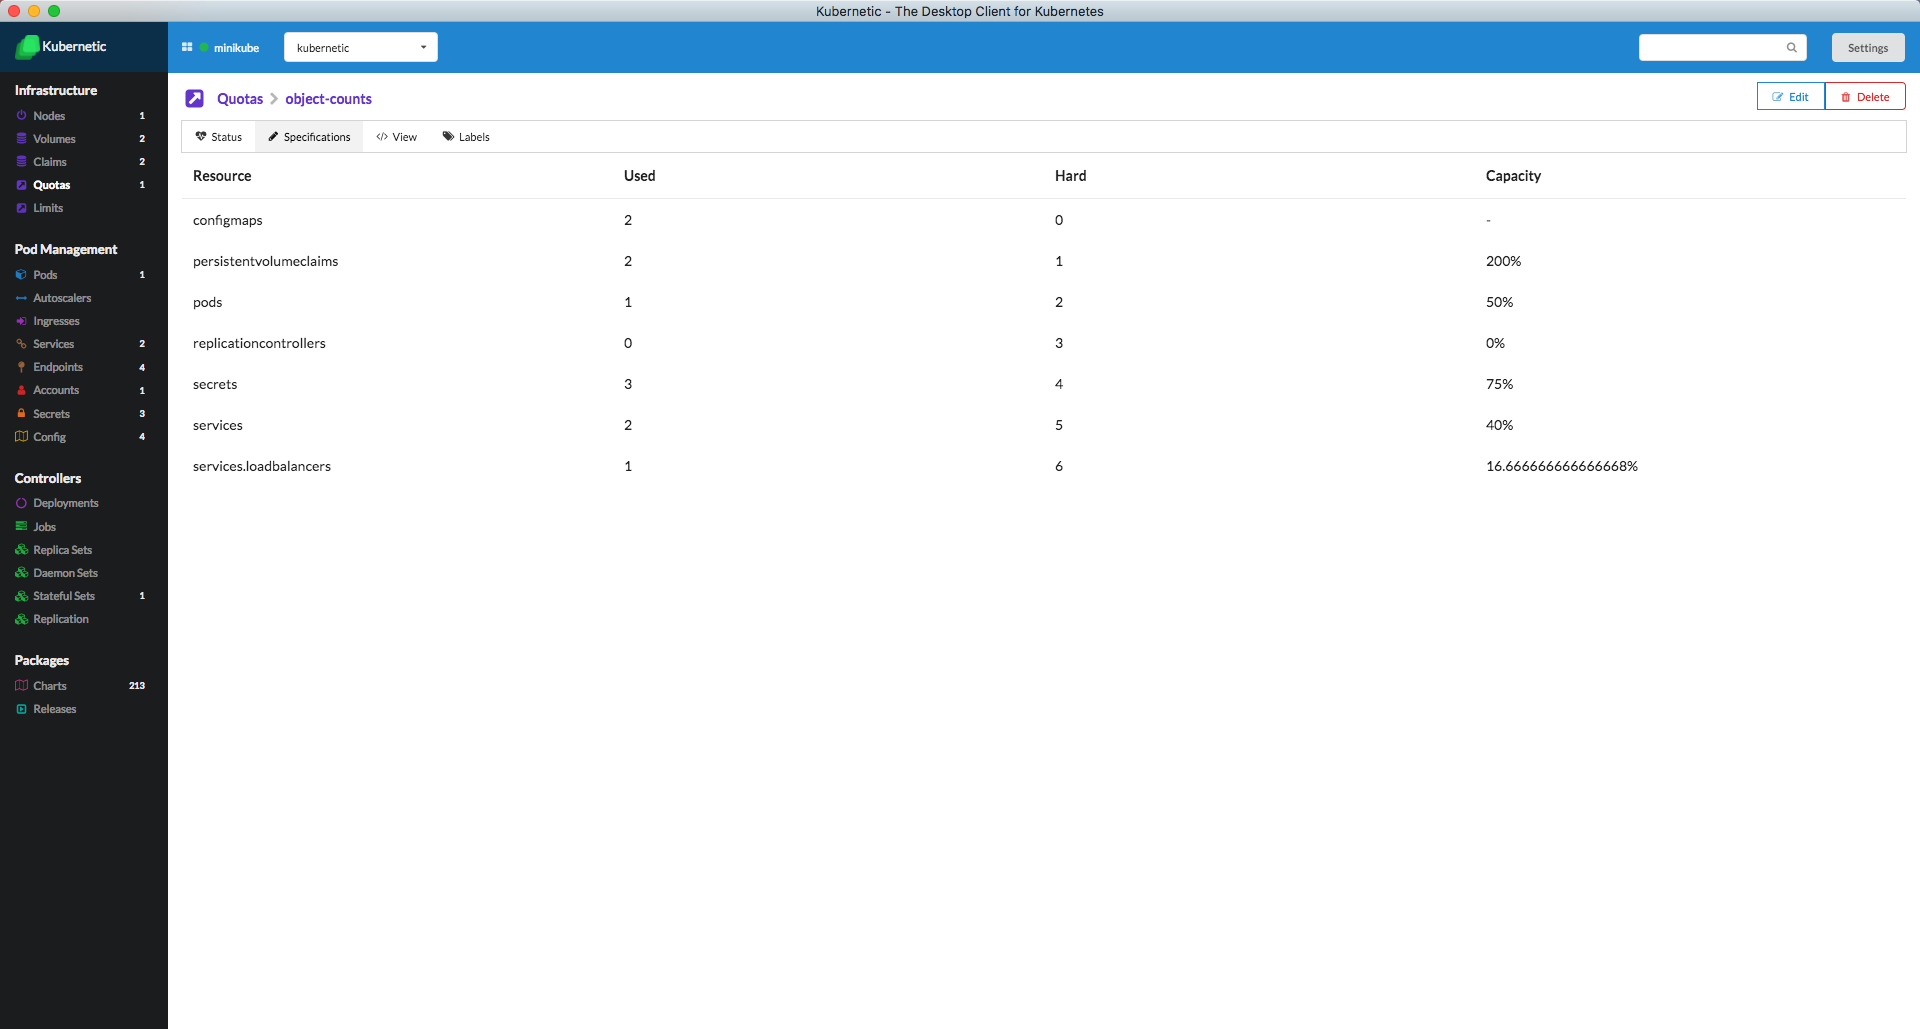 Kubernetic - The Desktop Client for Kubernetes
Kubernetic
minikube
kubernetic
Settings
Infrastructure
Nodes 1
Volumes 2
Claims 2
Quotas 1
Limits
Pod Management
Pods 1
Autoscalers
Ingresses
Services 2
Endpoints 4
Accounts 1
Secrets 3
Config 4
Controllers
Deployments
Jobs
Replica Sets
Daemon Sets
Stateful Sets 1
Replication
Packages
Charts 213
Releases
Quotas object-counts
Edit Delete
Status Specifications </> View Labels
Resource Used Hard Capacity
configmaps 2 0 -
persistentvolumeclaims 2 1 200%
pods 1 2 50%
replicationcontrollers 0 3 0%
secrets 3 4 75%
services 2 5 40%
services.loadbalancers 1 6 16.666666666666668%